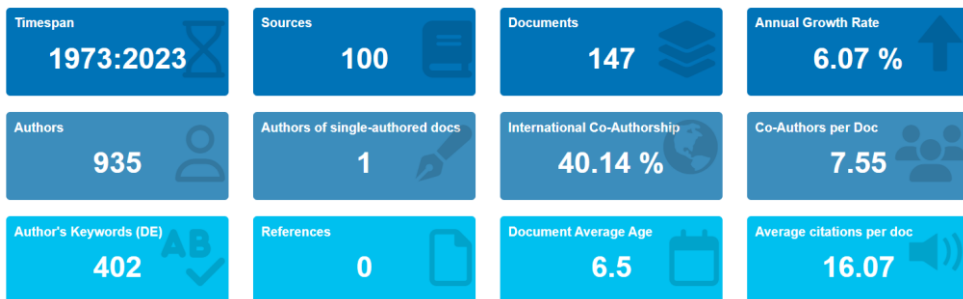 Timespan
1973:2023
Sources
100
Documents
147
Annual Growth Rate
6.07 %
Authors
935
Authors of single-authored docs
1
International Co-Authorship
40.14 %
Co-Authors per Doc
7.55
Author's Keywords (DE)
AB
402
References
0
Document Average Age
6.5
Average citations per doc
16.07